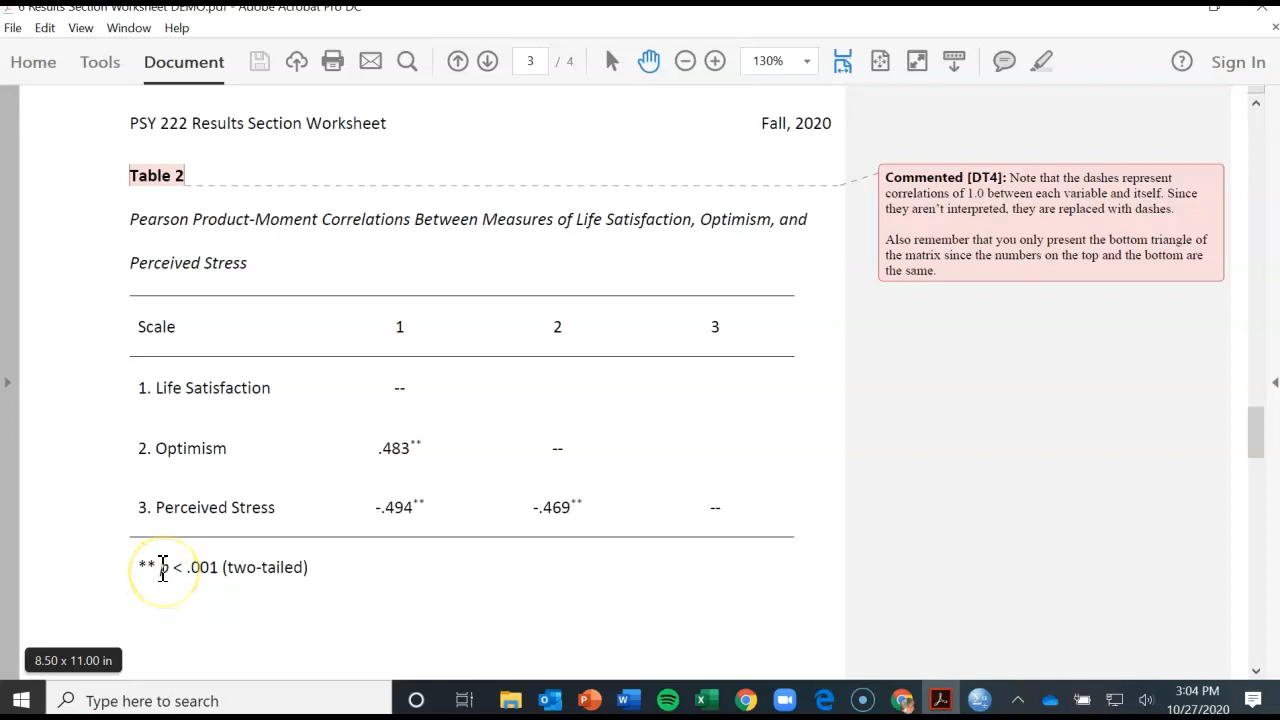 6 Results Section Worksheet DEMO.pdf - Adobe Acrobat Pro DC
File Edit View Window Help
Home Tools Document 3 / 4 130% Sign In
PSY 222 Results Section Worksheet Fall, 2020
Table 2
Pearson Product-Moment Correlations Between Measures of Life Satisfaction, Optimism, and
Perceived Stress
Scale 1 2 3
1. Life Satisfaction --
2. Optimism .483** --
3. Perceived Stress -.494** -.469** --
** p < .001 (two-tailed)
Commented [DT4]: Note that the dashes represent
correlations of 1.0 between each variable and itself. Since
they aren't interpreted, they are replaced with dashes.
Also remember that you only present the bottom triangle of
the matrix since the numbers on the top and the bottom are
the same.
8.50 x 11.00 in
Type here to search
3:04 PM
10/27/2020